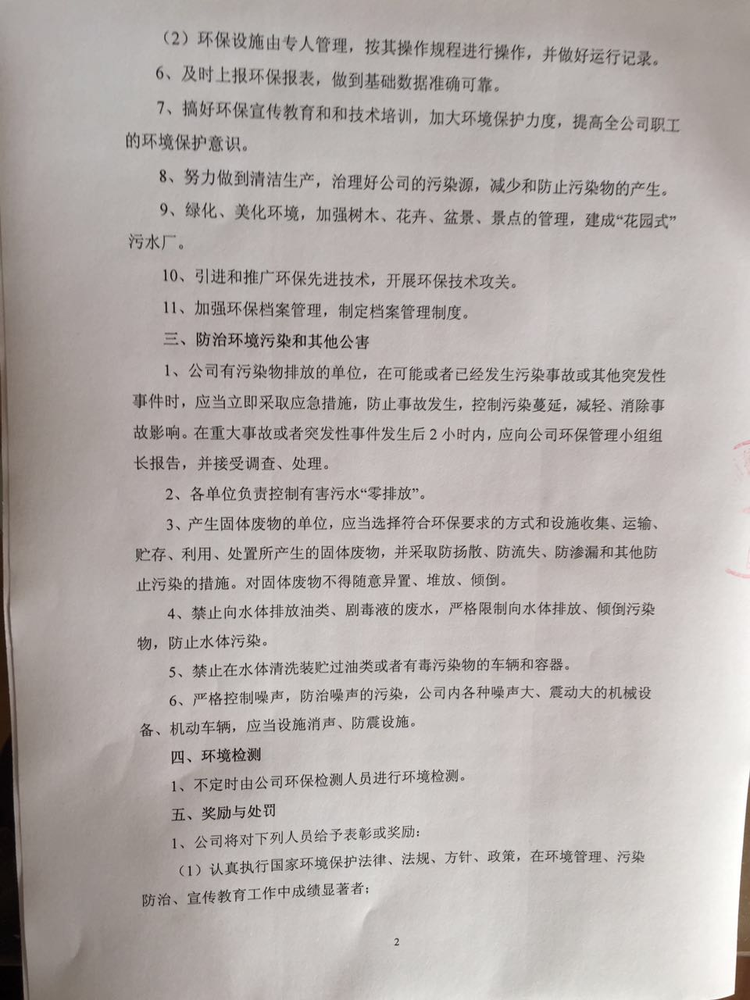 （2）环保设施由专人管理，按其操作规程进行操作，并做好运行记录。
6、及时上报环保报表，做到基础数据准确可靠。
7、搞好环保宣传教育和和技术培训，加大环境保护力度，提高全公司职工
的环境保护意识。
8、努力做到清洁生产，治理好公司的污染源，减少和防止污染物的产生。
9、绿化、美化环境，加强树木、花卉、盆景、景点的管理，建成“花园式”
污水厂。
10、引进和推广环保先进技术，开展环保技术攻关。
11、加强环保档案管理，制定档案管理制度。
三、防治环境污染和其他公害
1、公司有污染物排放的单位，在可能或者已经发生污染事故或其他突发性
事件时，应当立即采取应急措施，防止事故发生，控制污染蔓延，减轻、消除事
故影响。在重大事故或者突发性事件发生后 2 小时内，应向公司环保管理小组组
长报告，并接受调查、处理。
2、各单位负责控制有害污水“零排放”。
3、产生固体废物的单位，应当选择符合环保要求的方式和设施收集、运输、
贮存、利用、处置所产生的固体废物，并采取防扬散、防流失、防渗漏和其他防
止污染的措施。对固体废物不得随意异置、堆放、倾倒。
4、禁止向水体排放油类、剧毒液的废水，严格限制向水体排放、倾倒污染
物，防止水体污染。
5、禁止在水体清洗装贮过油类或者有毒污染物的车辆和容器。
6、严格控制噪声，防治噪声的污染，公司内各种噪声大、震动大的机械设
备、机动车辆，应当设施消声、防震设施。
四、环境检测
1、不定时由公司环保检测人员进行环境检测。
五、奖励与处罚
1、公司将对下列人员给予表彰或奖励：
（1）认真执行国家环境保护法律、法规、方针、政策，在环境管理、污染
防治、宣传教育工作中成绩显著者；
2